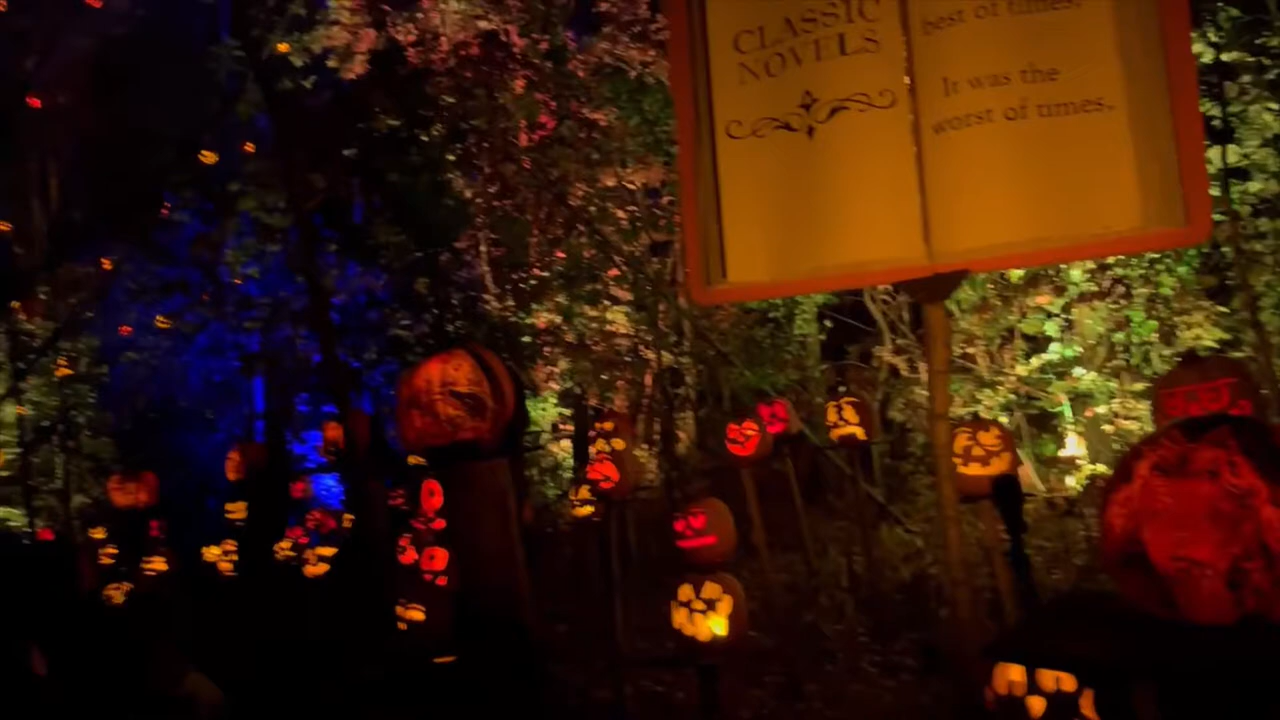 CLASSIC
NOVELS
best of times.
It was the
worst of times.